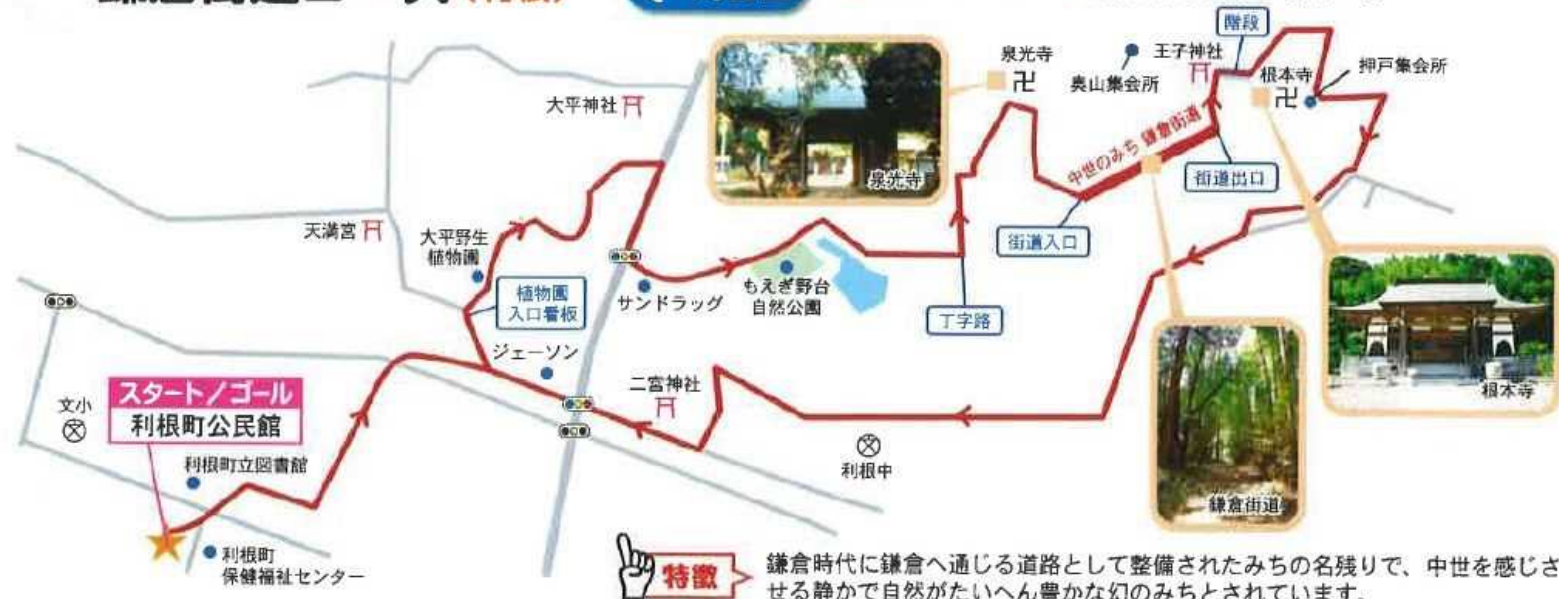 階段
泉光寺
王子神社
奥山集会所
根本寺
押戸集会所
大平神社
泉光寺
中世のみち 鎌倉街道
街道出口
天満宮
大平野生
植物園
街道入口
植物園
入口看板
サンドラッグ
もえぎ野台
自然公園
丁字路
ジェーソン
二宮神社
根本寺
スタート/ゴール
利根町公民館
文小
利根中
利根町立図書館
鎌倉街道
利根町
保健福祉センター
特徴
鎌倉時代に鎌倉へ通じる道路として整備されたみちの名残りで、中世を感じさ
せる静かで自然がたいへん豊かな幻のみちとされています。